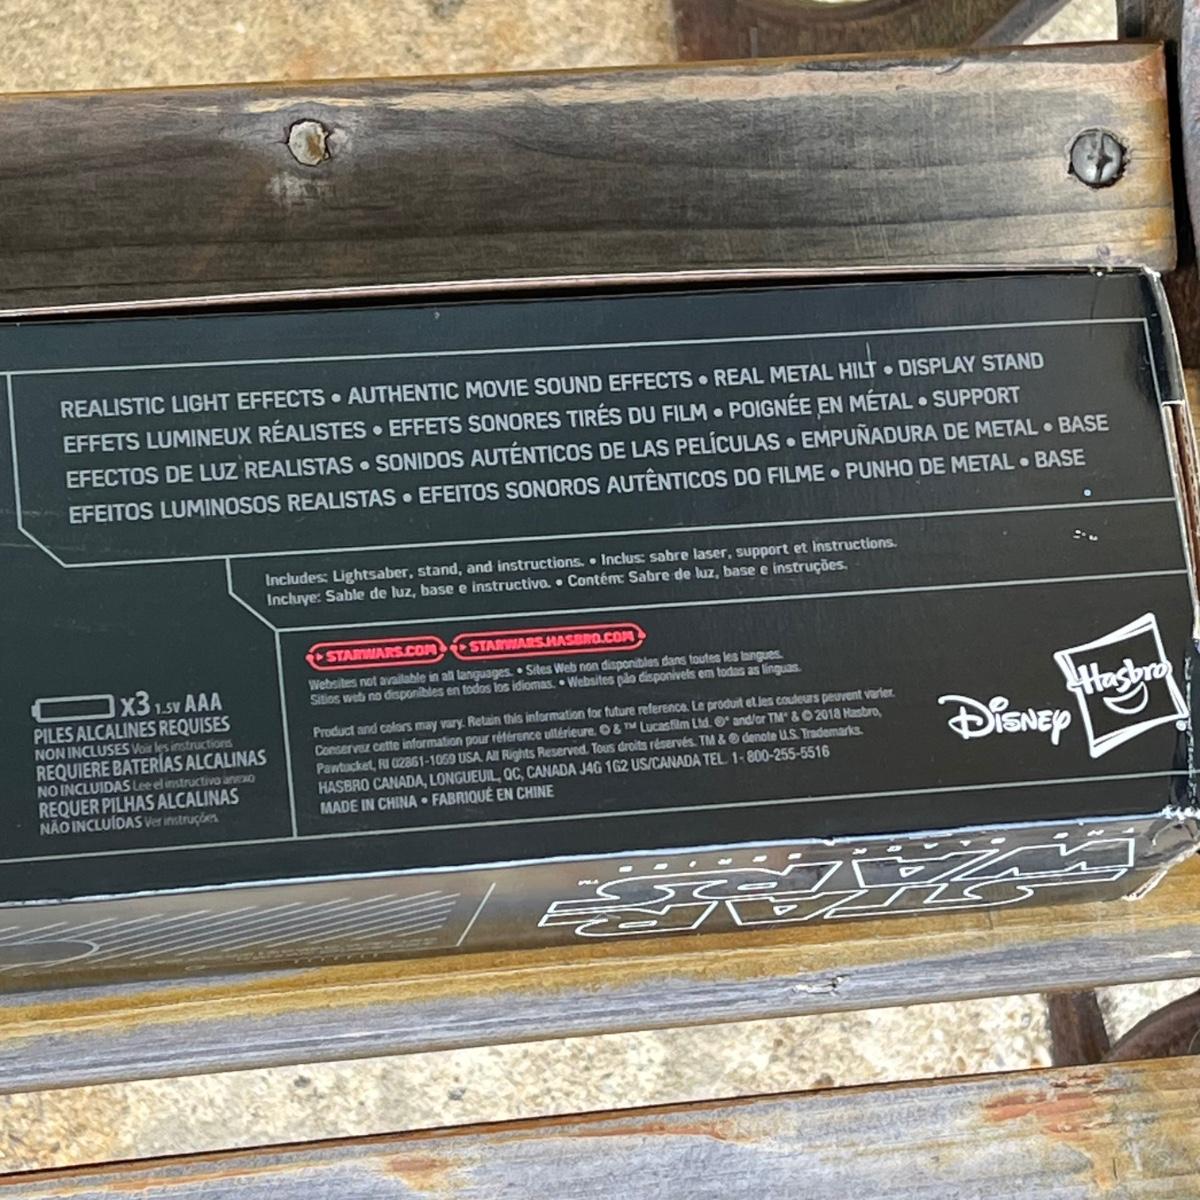 REALISTIC LIGHT EFFECTS • AUTHENTIC MOVIE SOUND EFFECTS • REAL METAL HILT • DISPLAY STAND
EFFETS LUMINEUX RÉALISTES • EFFETS SONORES TIRÉS DU FILM • POIGNÉE EN MÉTAL • SUPPORT
EFECTOS DE LUZ REALISTAS • SONIDOS AUTÉNTICOS DE LAS PELÍCULAS • EMPUÑADURA DE METAL • BASE
EFEITOS LUMINOSOS REALISTAS • EFEITOS SONOROS AUTÊNTICOS DO FILME • PUNHO DE METAL • BASE
Includes: Lightsaber, stand, and instructions. • Inclus: sabre laser, support et instructions.
Incluye: Sable de luz, base e instructivo. • Contém: Sabre de luz, base e instruções.
STARWARS.COM STARWARS.HASBRO.COM
Websites not available in all languages. • Sites Web non disponibles dans toutes les langues.
Sitios web no disponibles en todos los idiomas. • Websites não disponíveis em todas as línguas.
Product and colors may vary. Retain this information for future reference. Le produit et les couleurs peuvent varier.
Conservez cette information pour référence ultérieure. © & ™ Lucasfilm Ltd. ®* and/or TM* & © 2018 Hasbro,
Pawtucket, RI 02861-1059 USA. All Rights Reserved. Tous droits réservés. TM & ® denote U.S. Trademarks.
HASBRO CANADA, LONGUEUIL, QC, CANADA J4G 1G2 US/CANADA TEL. 1-800-255-5516
MADE IN CHINA • FABRIQUÉ EN CHINE
x3 1.5V AAA
PILES ALCALINES REQUISES
NON INCLUSES Voir les instructions
REQUIERE BATERÍAS ALCALINAS
NO INCLUIDAS Lee el instructivo anexo
REQUER PILHAS ALCALINAS
NÃO INCLUÍDAS Ver instruções.
DISNEY
Hasbro
STAR
WARS™
THE BLACK SERIES